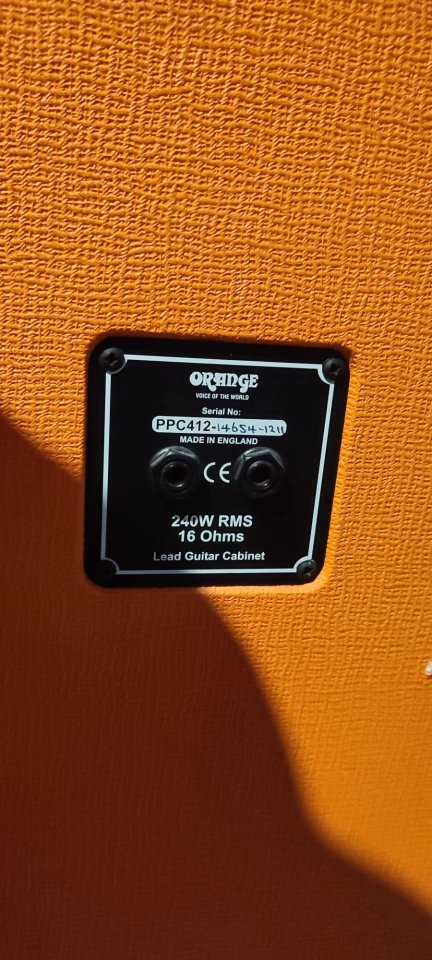 ORANGE
VOICE OF THE WORLD
Serial No:
PPC412-14654-1211
MADE IN ENGLAND
CE
240W RMS
16 Ohms
Lead Guitar Cabinet